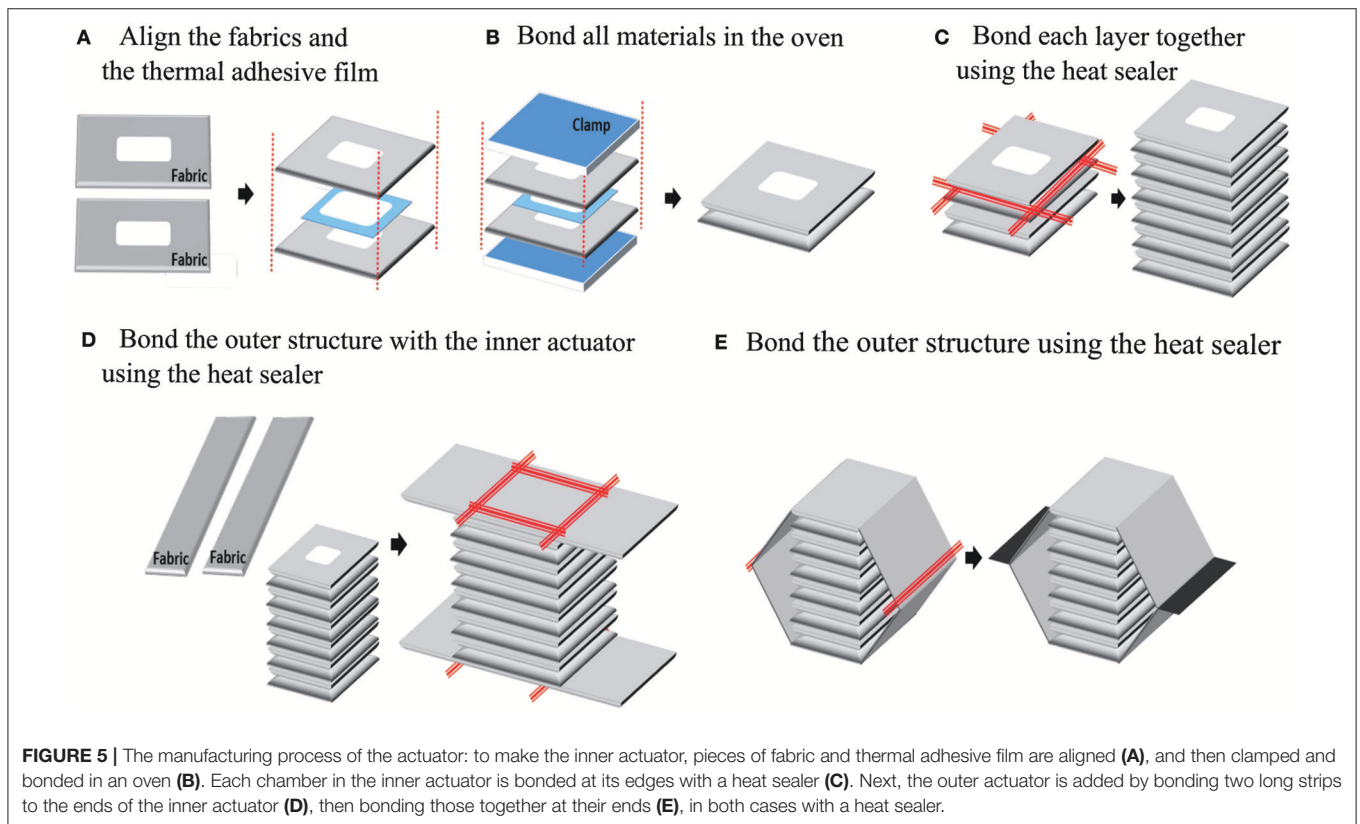 A Align the fabrics and
the thermal adhesive film
Fabric
Fabric
B Bond all materials in the oven
Clamp
C Bond each layer together
using the heat sealer
D Bond the outer structure with the inner actuator
using the heat sealer
Fabric Fabric
E Bond the outer structure using the heat sealer
FIGURE 5 | The manufacturing process of the actuator: to make the inner actuator, pieces of fabric and thermal adhesive film are aligned (A), and then clamped and
bonded in an oven (B). Each chamber in the inner actuator is bonded at its edges with a heat sealer (C). Next, the outer actuator is added by bonding two long strips
to the ends of the inner actuator (D), then bonding those together at their ends (E), in both cases with a heat sealer.